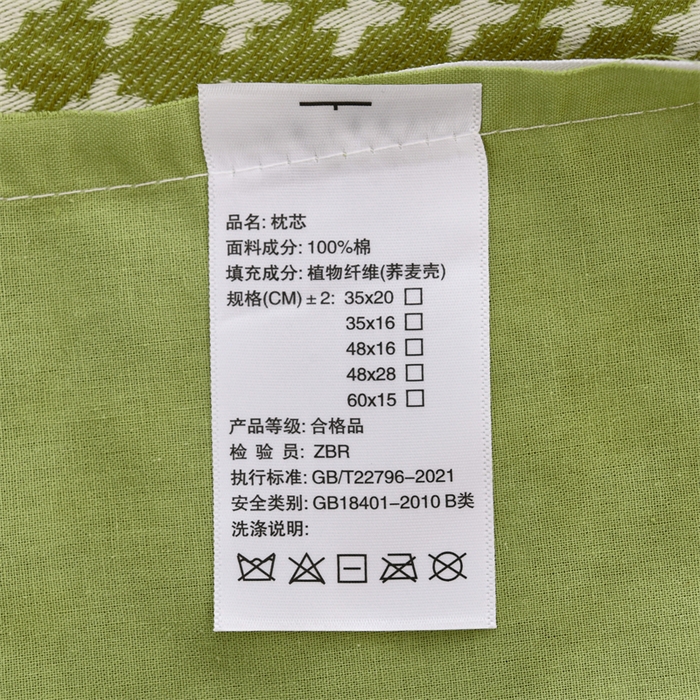 品名: 枕芯
面料成分: 100%棉
填充成分: 植物纤维(荞麦壳)
规格(CM)±2: 35x20 □
35x16 □
48x16 □
48x28 □
60x15 □
产品等级: 合格品
检 验 员: ZBR
执行标准: GB/T22796-2021
安全类别: GB18401-2010 B类
洗涤说明: